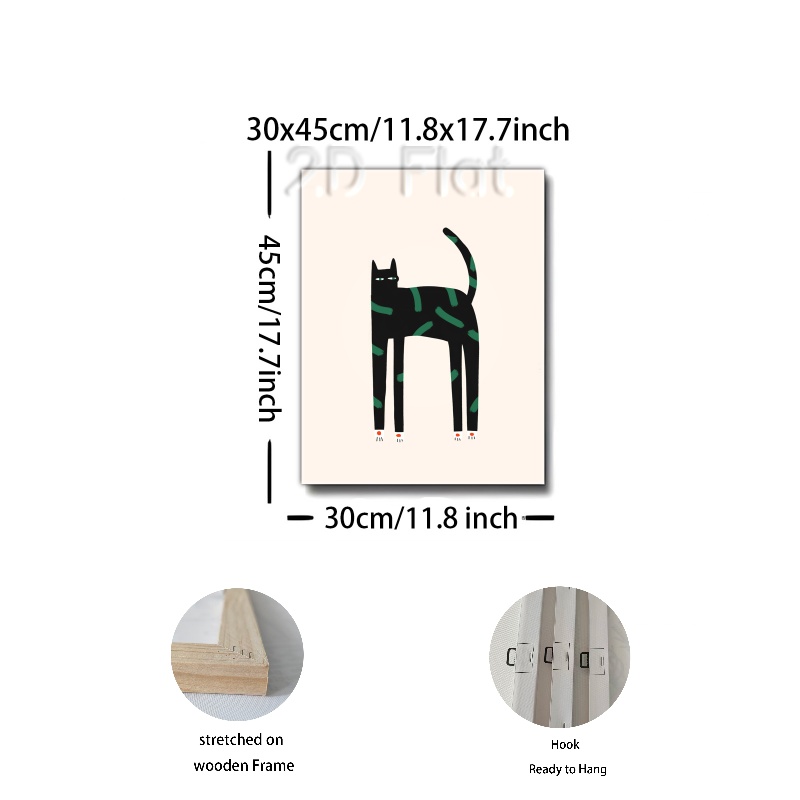 30x45cm/11.8x17.7inch
2D Flat
45cm/17.7inch
30cm/11.8 inch
stretched on
wooden Frame
Hook
Ready to Hang